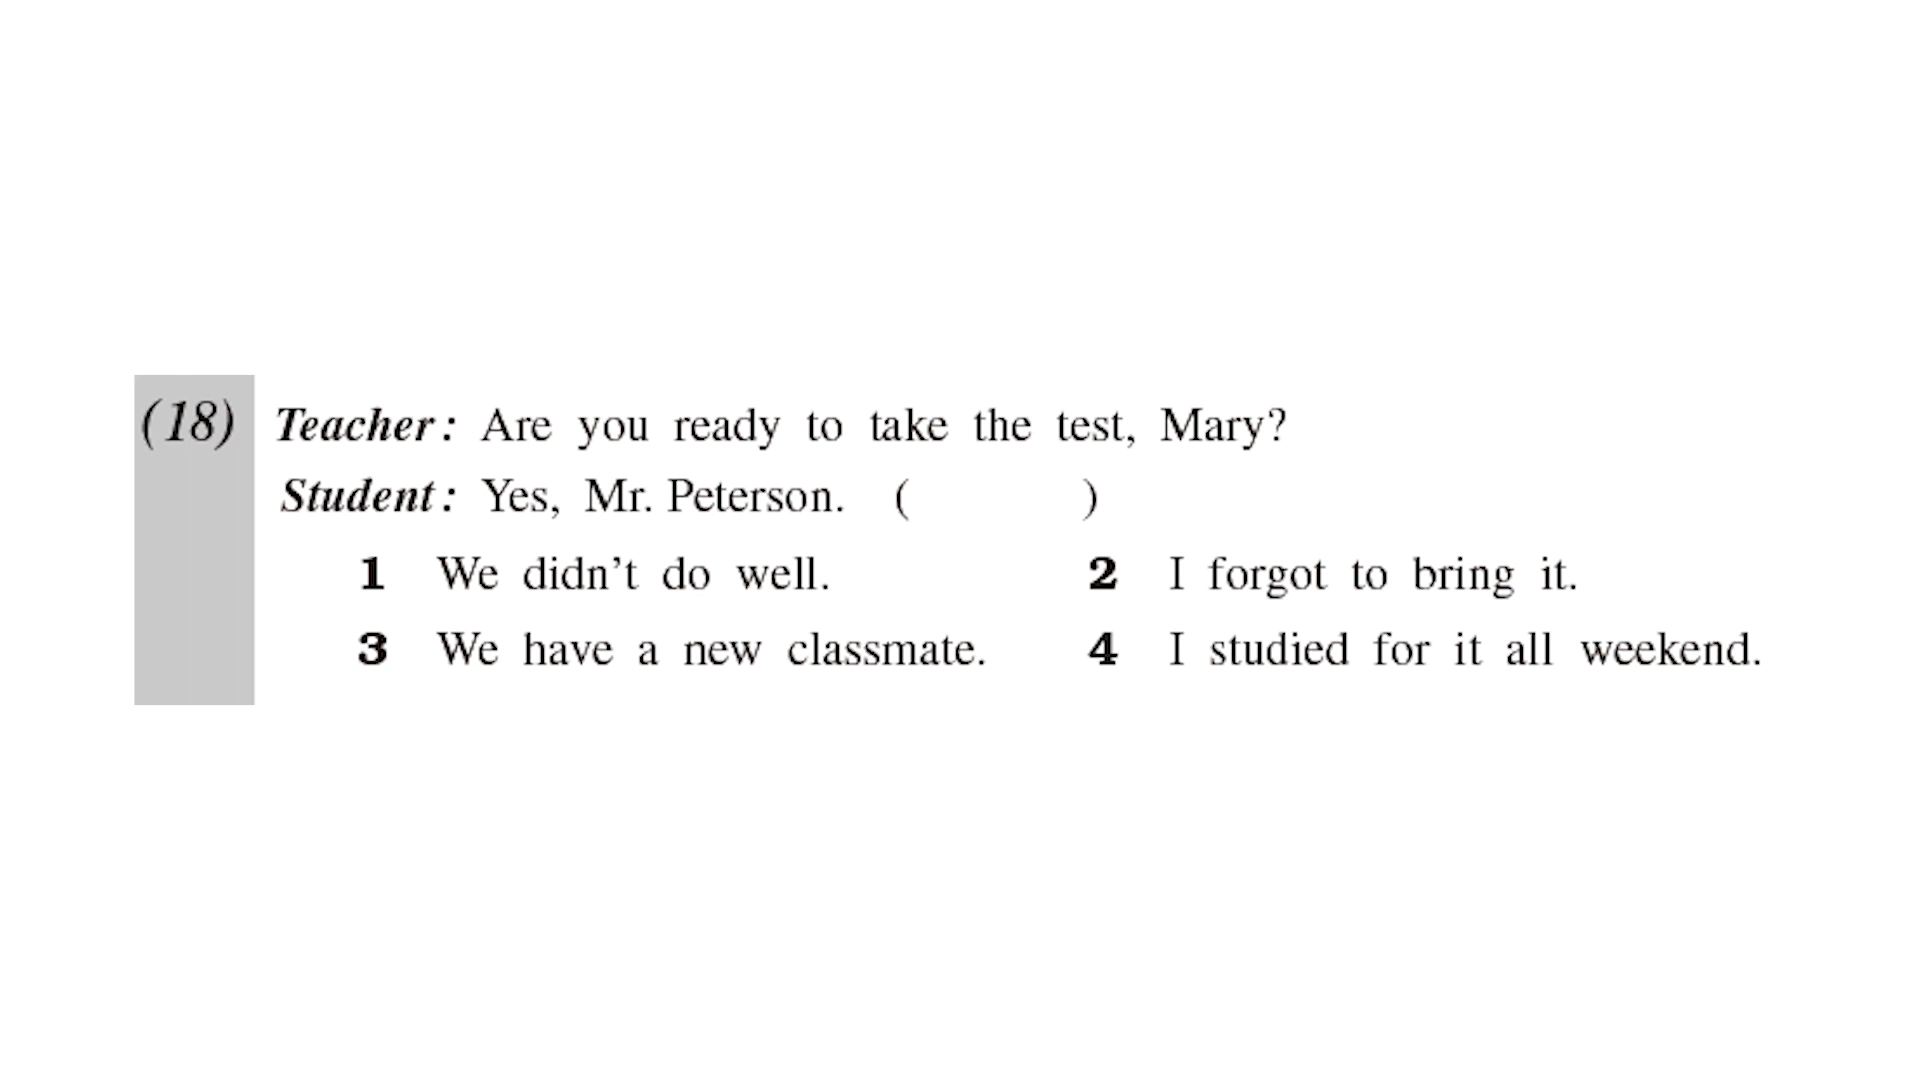 (18) Teacher: Are you ready to take the test, Mary?
Student: Yes, Mr. Peterson. ( )
1 We didn't do well. 2 I forgot to bring it.
3 We have a new classmate. 4 I studied for it all weekend.